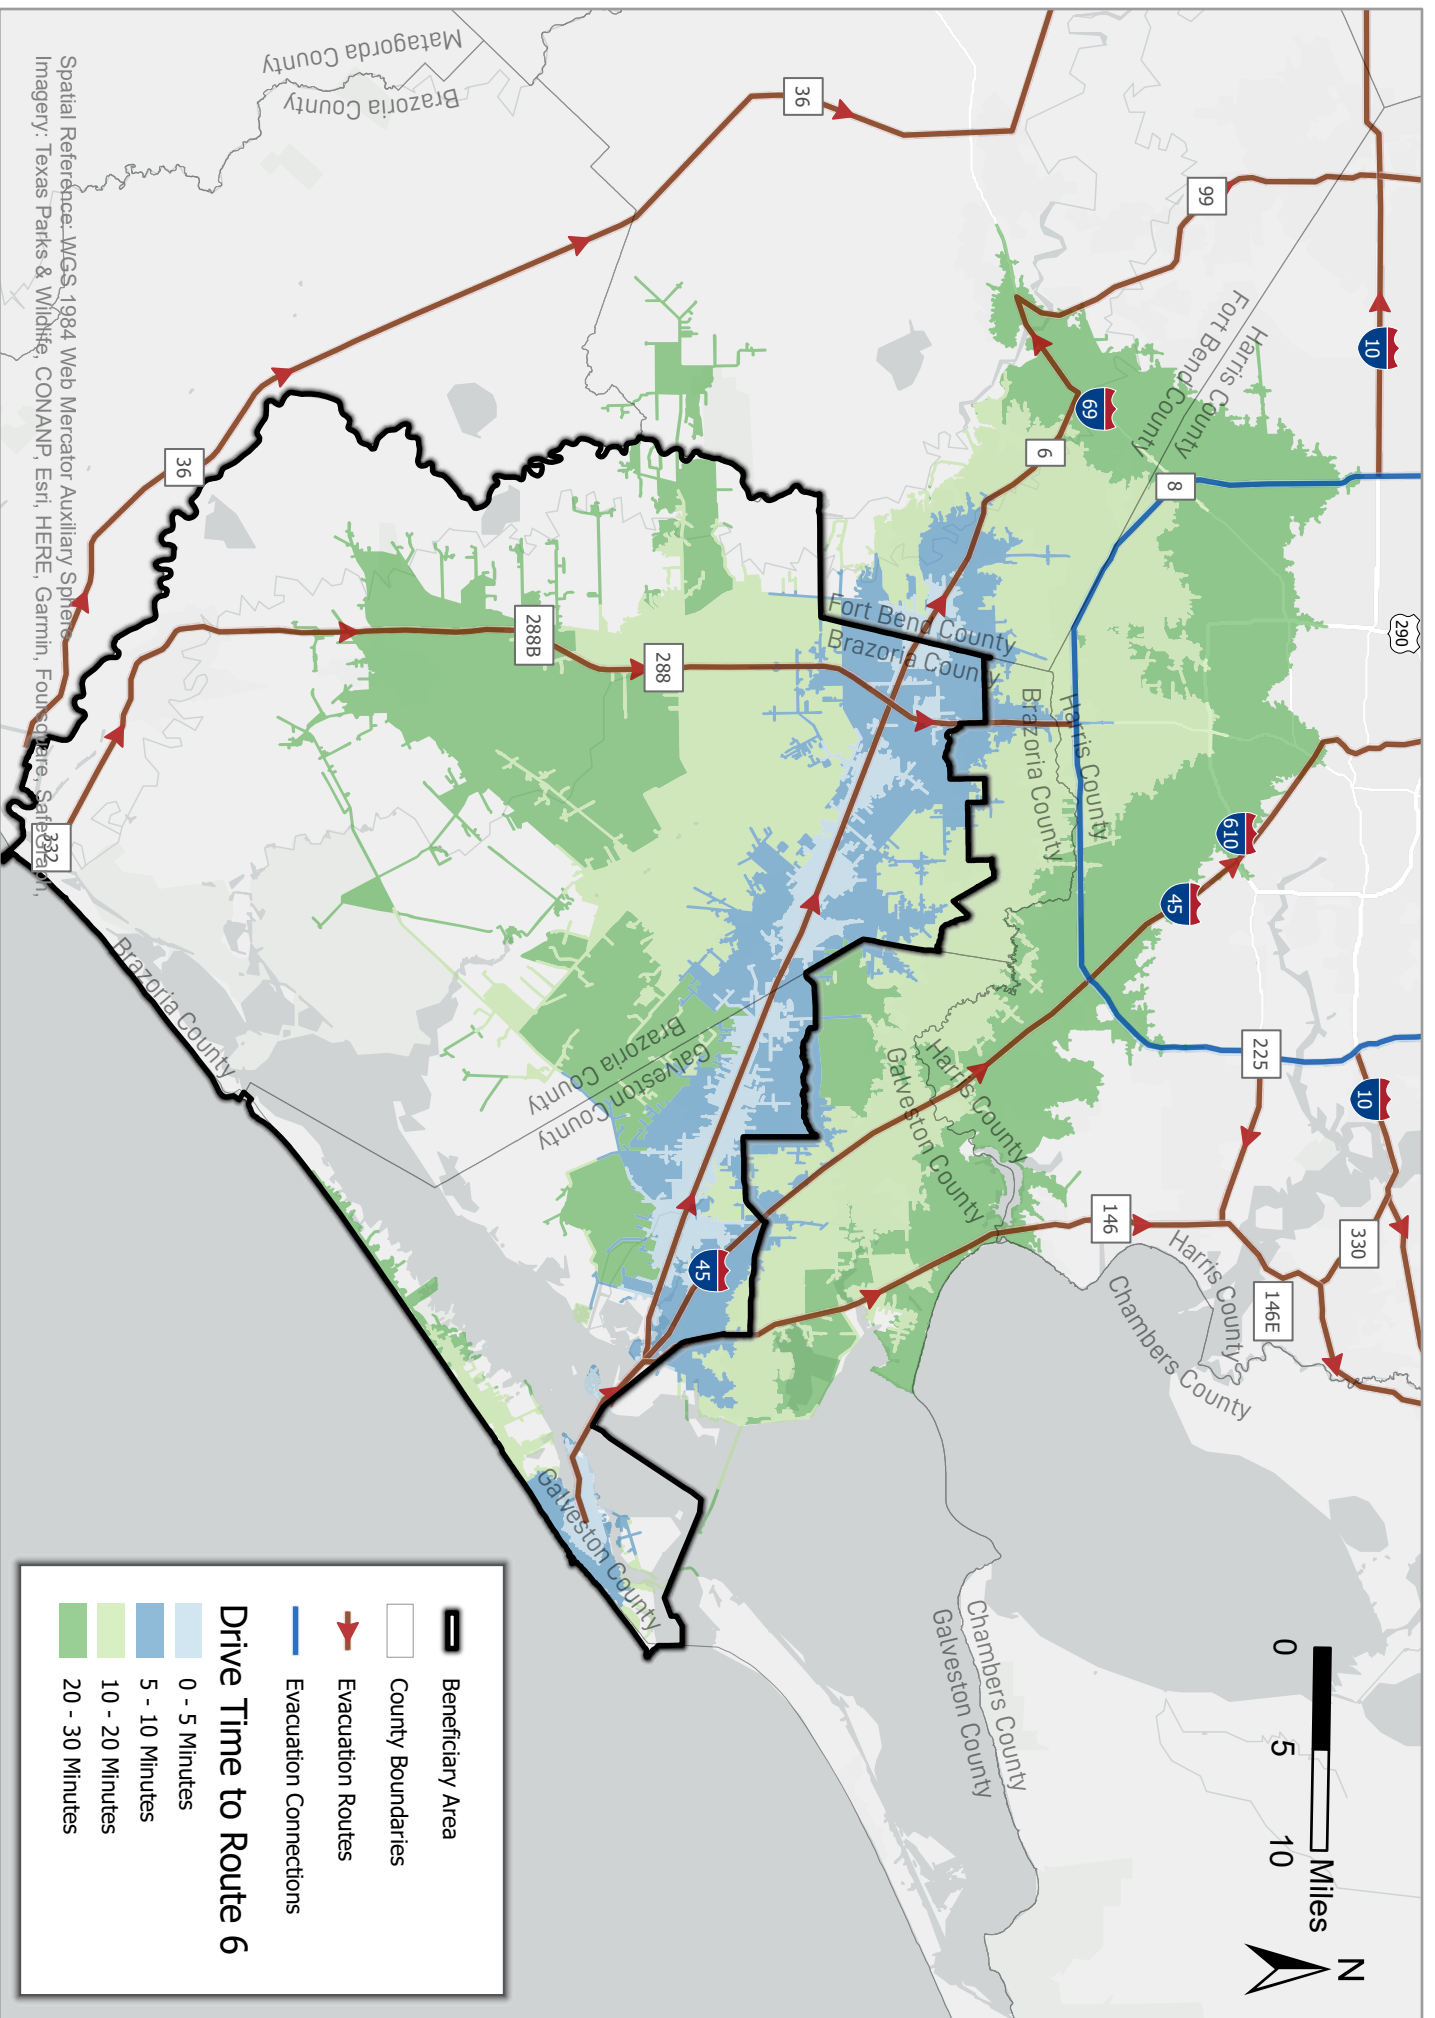 Matagorda County
Brazoria County
36
99
10
Fort Bend County
Harris County
69
6
8
36
290
288B
288
Fort Bend County
Brazoria County
Brazoria County
Harris County
610
45
332
Brazoria County
Brazoria County
Galveston County
Harris County
Galveston County
225
10
146
330
146E
Harris County
Chambers County
45
Galveston County
Chambers County
Galveston County
0 5 10 Miles
N
Beneficiary Area
County Boundaries
Evacuation Routes
Evacuation Connections
Drive Time to Route 6
0 - 5 Minutes
5 - 10 Minutes
10 - 20 Minutes
20 - 30 Minutes
Spatial Reference: WGS 1984 Web Mercator Auxiliary Sphere
Imagery: Texas Parks & Wildlife, CONANP, Esri, HERE, Garmin, Foursquare, SafeGraph,